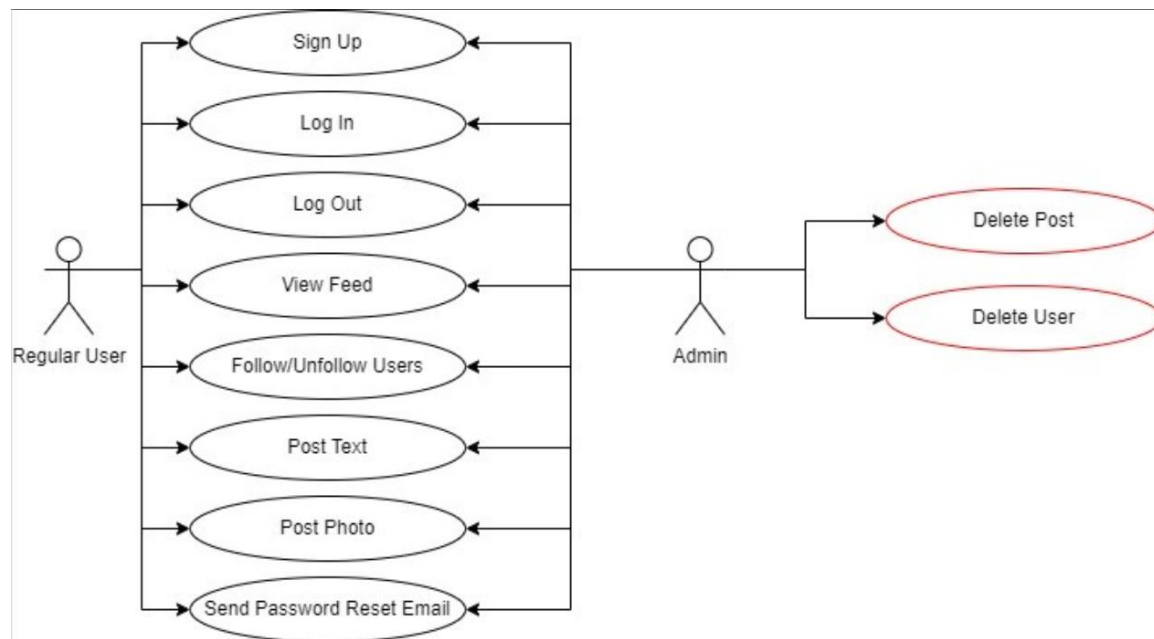 Sign Up
Log In
Log Out
View Feed
Follow/Unfollow Users
Post Text
Post Photo
Send Password Reset Email
Regular User
Admin
Delete Post
Delete User